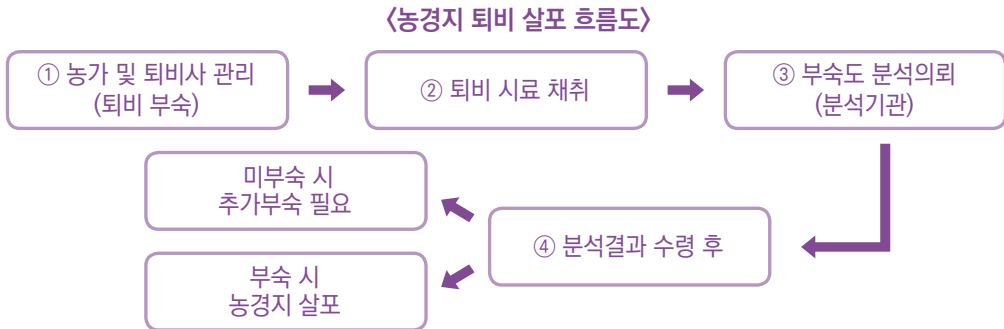 〈농경지 퇴비 살포 흐름도〉
① 농가 및 퇴비사 관리
(퇴비 부숙)
② 퇴비 시료 채취
③ 부숙도 분석의뢰
(분석기관)
④ 분석결과 수령 후
미부숙 시
추가부숙 필요
부숙 시
농경지 살포